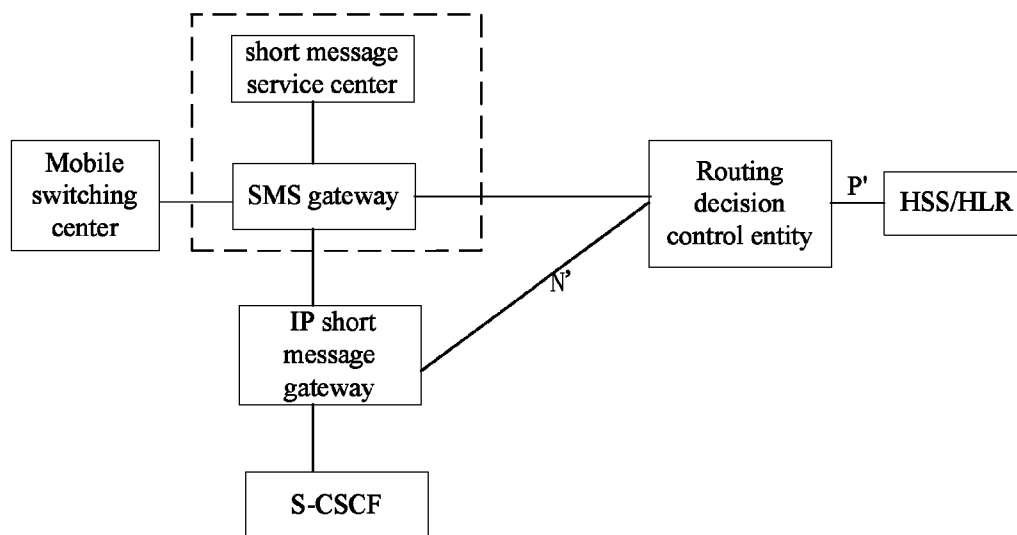 short message
service center
Mobile
switching
center
SMS gateway
Routing
decision
control entity
P'
HSS/HLR
N’
IP short
message
gateway
S-CSCF